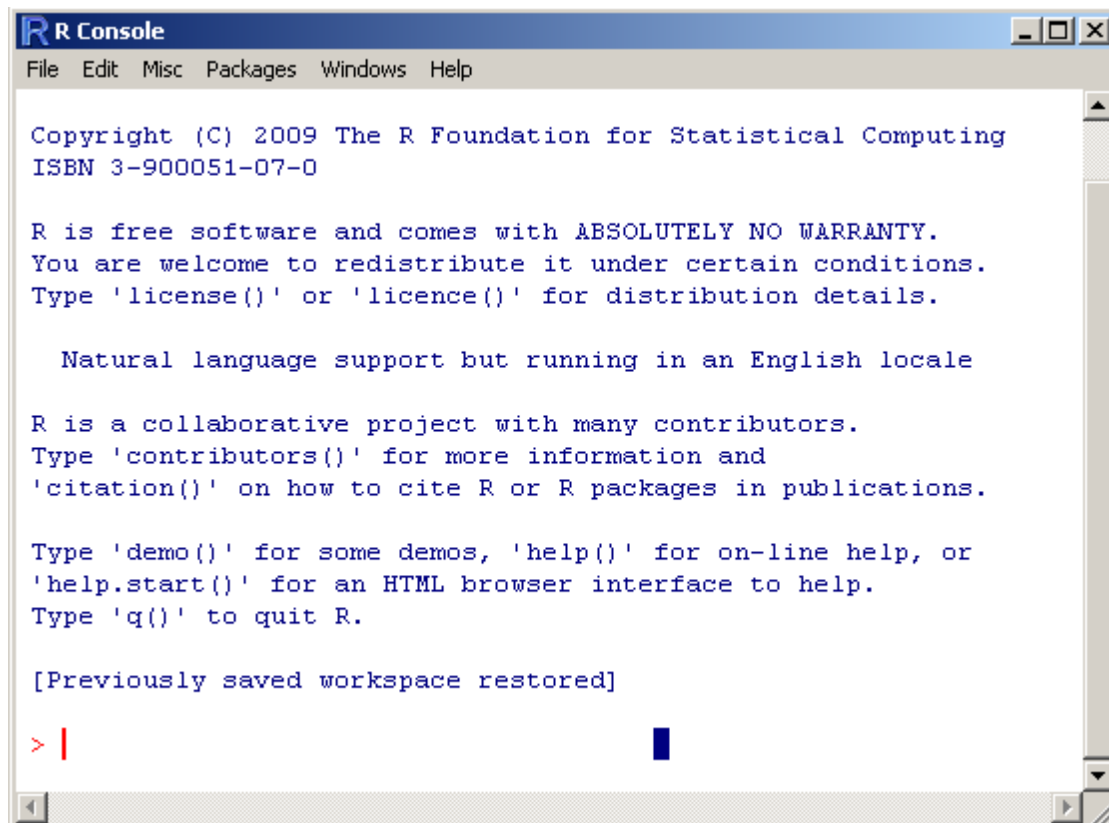 R Console
File Edit Misc Packages Windows Help
Copyright (C) 2009 The R Foundation for Statistical Computing
ISBN 3-900051-07-0
R is free software and comes with ABSOLUTELY NO WARRANTY.
You are welcome to redistribute it under certain conditions.
Type 'license()' or 'licence()' for distribution details.
Natural language support but running in an English locale
R is a collaborative project with many contributors.
Type 'contributors()' for more information and
'citation()' on how to cite R or R packages in publications.
Type 'demo()' for some demos, 'help()' for on-line help, or
'help.start()' for an HTML browser interface to help.
Type 'q()' to quit R.
[Previously saved workspace restored]
>